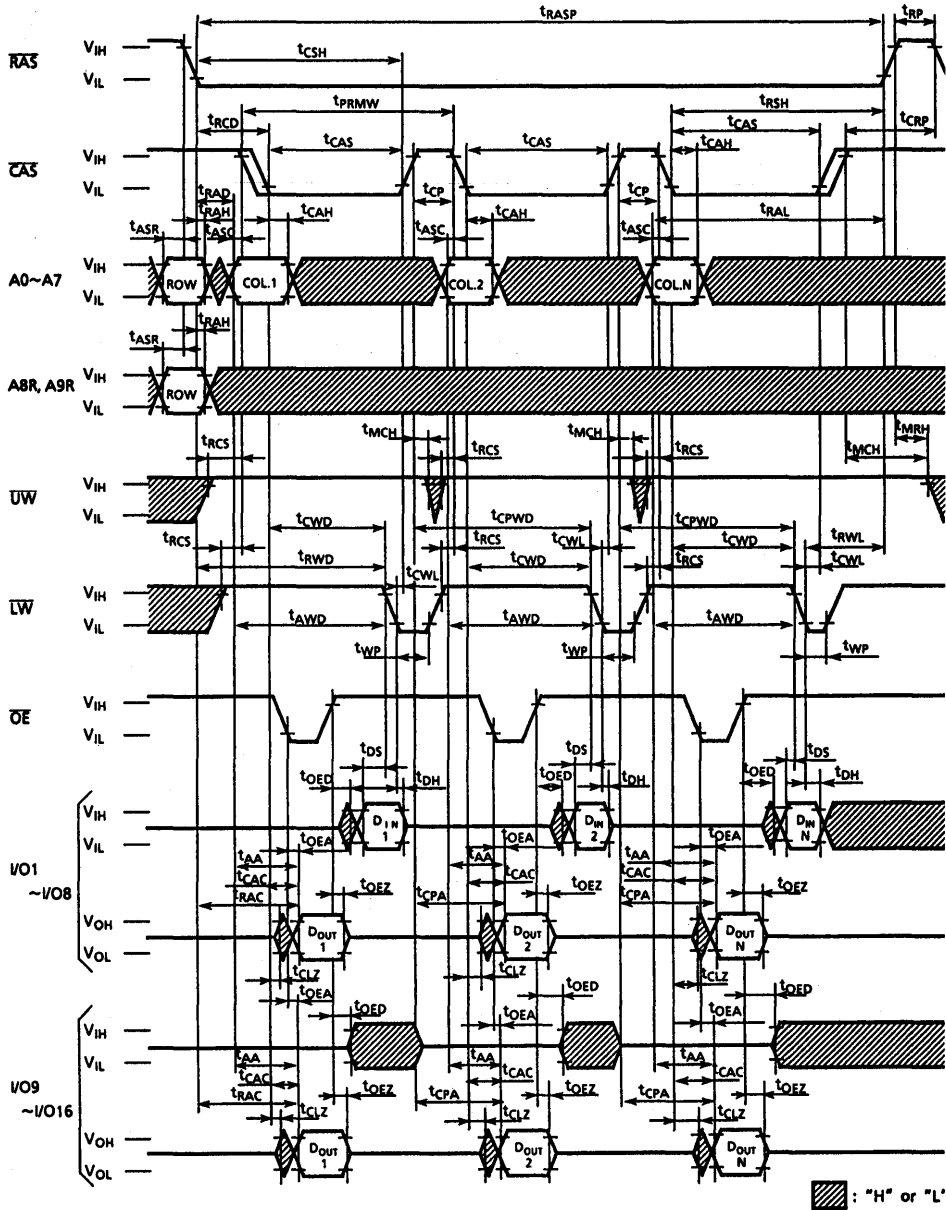 tRASP tRP
RAS VIH tCSH
VIL
tPRMW tRSH
tRCD tCAS tCAS tCAS tCRP
CAS VIH tCAH
VIL
tRAD tCP tCP
tRAH tCAH tCAH tRAL
tASR tASC tASC tASC
A0~A7 VIH ROW COL.1 COL.2 COL.N
VIL
tRAH
tASR
A8R, A9R VIH ROW
VIL
tRCS tMCH tMCH tMRH
tRCS tRCS tMCH
UW VIH
VIL
tCWD tCPWD tCPWD
tRCS tRWD tRCS tCWL tCWD tRWL
tCWL tCWD tRCS tCWL
LW VIH
VIL tAWD tAWD tAWD
tWP tWP tWP
OE VIH
VIL
tDS tDS tDS
tOED tDH tOED tDH tOED tDH
VIH DIN 1 DIN 2 DIN N
VIL
I/O1 ~I/O8
tOEA tOEA tOEA
tAA tAA tAA
tCAC tCAC tCAC
tRAC tOEZ tCPA tOEZ tCPA tOEZ
VOH DOUT 1 DOUT 2 DOUT N
VOL
tCLZ tCLZ tCLZ
tOEA tOED tOED tOED
tOEA tOEA
VIH
VIL
I/O9 ~I/O16
tAA tAA tAA
tCAC tCAC tCAC
tRAC tOEZ tCPA tOEZ tCPA tOEZ
tCLZ tCLZ tCLZ
VOH DOUT 1 DOUT 2 DOUT N
VOL
: "H" or "L"